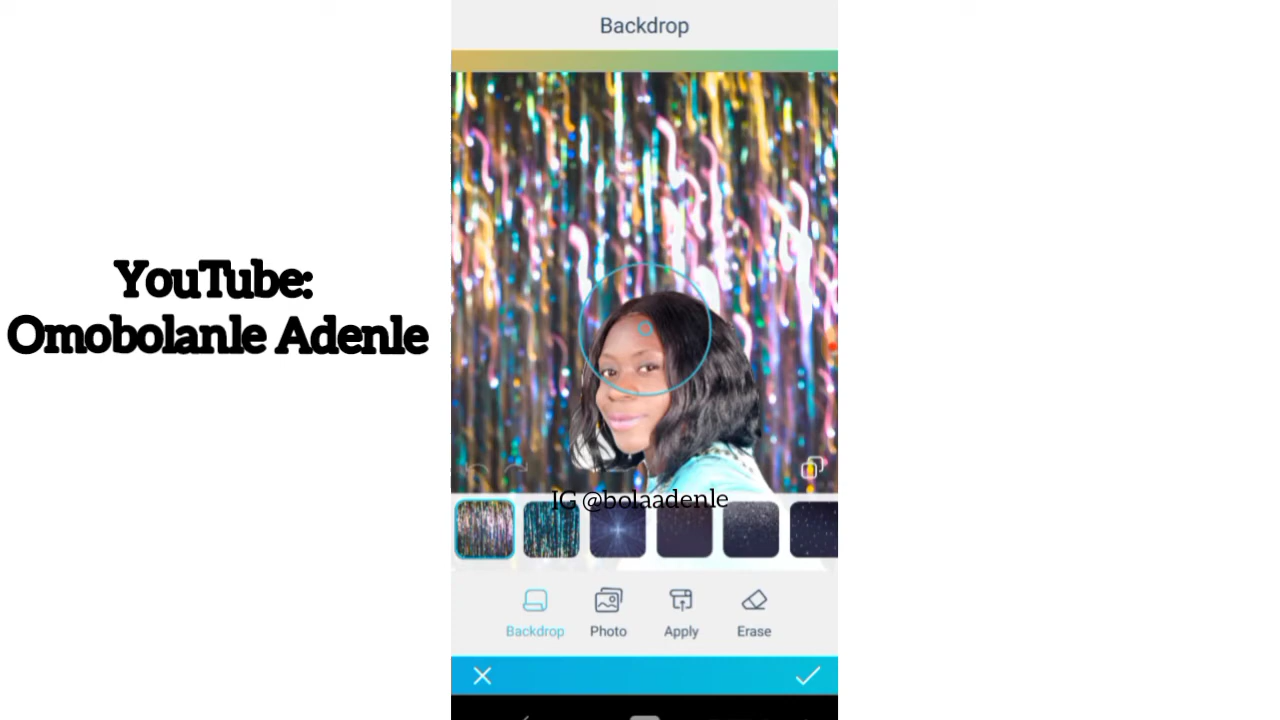 Backdrop
YouTube:
Omobolanle Adenle
IG @bolaadenle
Backdrop
Photo
Apply
Erase